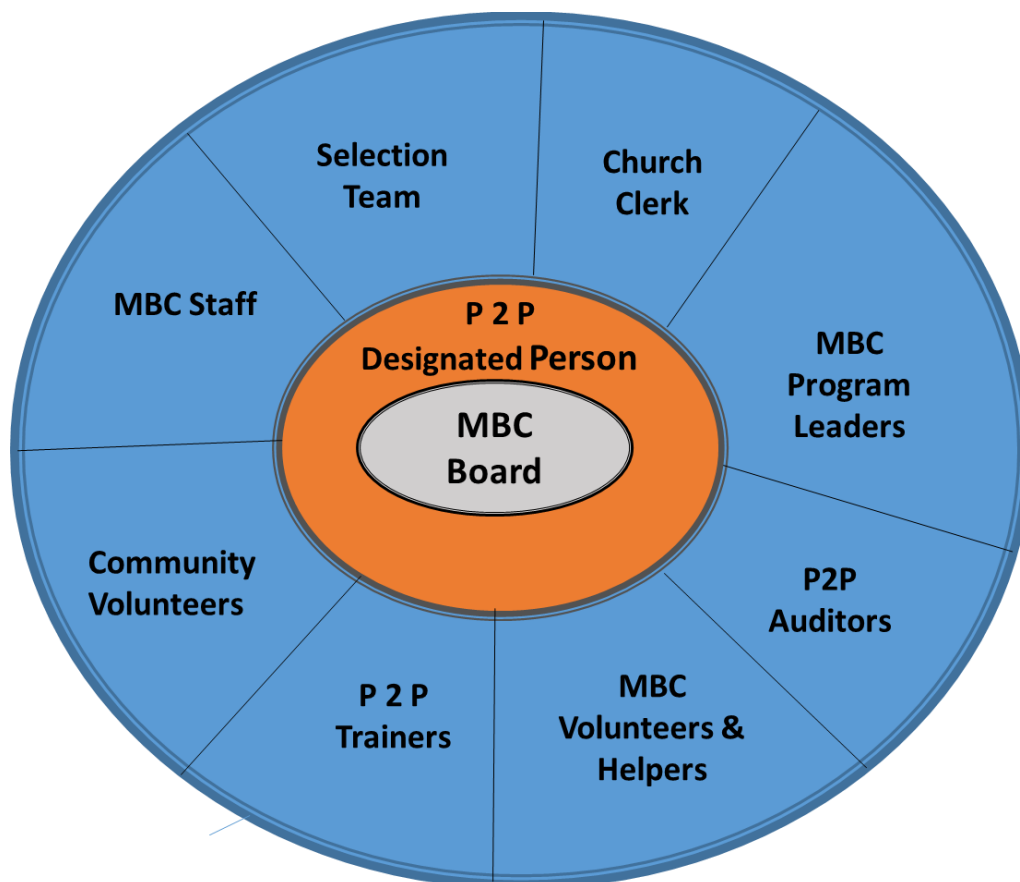 Selection
Team
Church
Clerk
MBC Staff
P 2 P
Designated Person
MBC
Program
Leaders
MBC
Board
Community
Volunteers
P2P
Auditors
P 2 P
Trainers
MBC
Volunteers &
Helpers